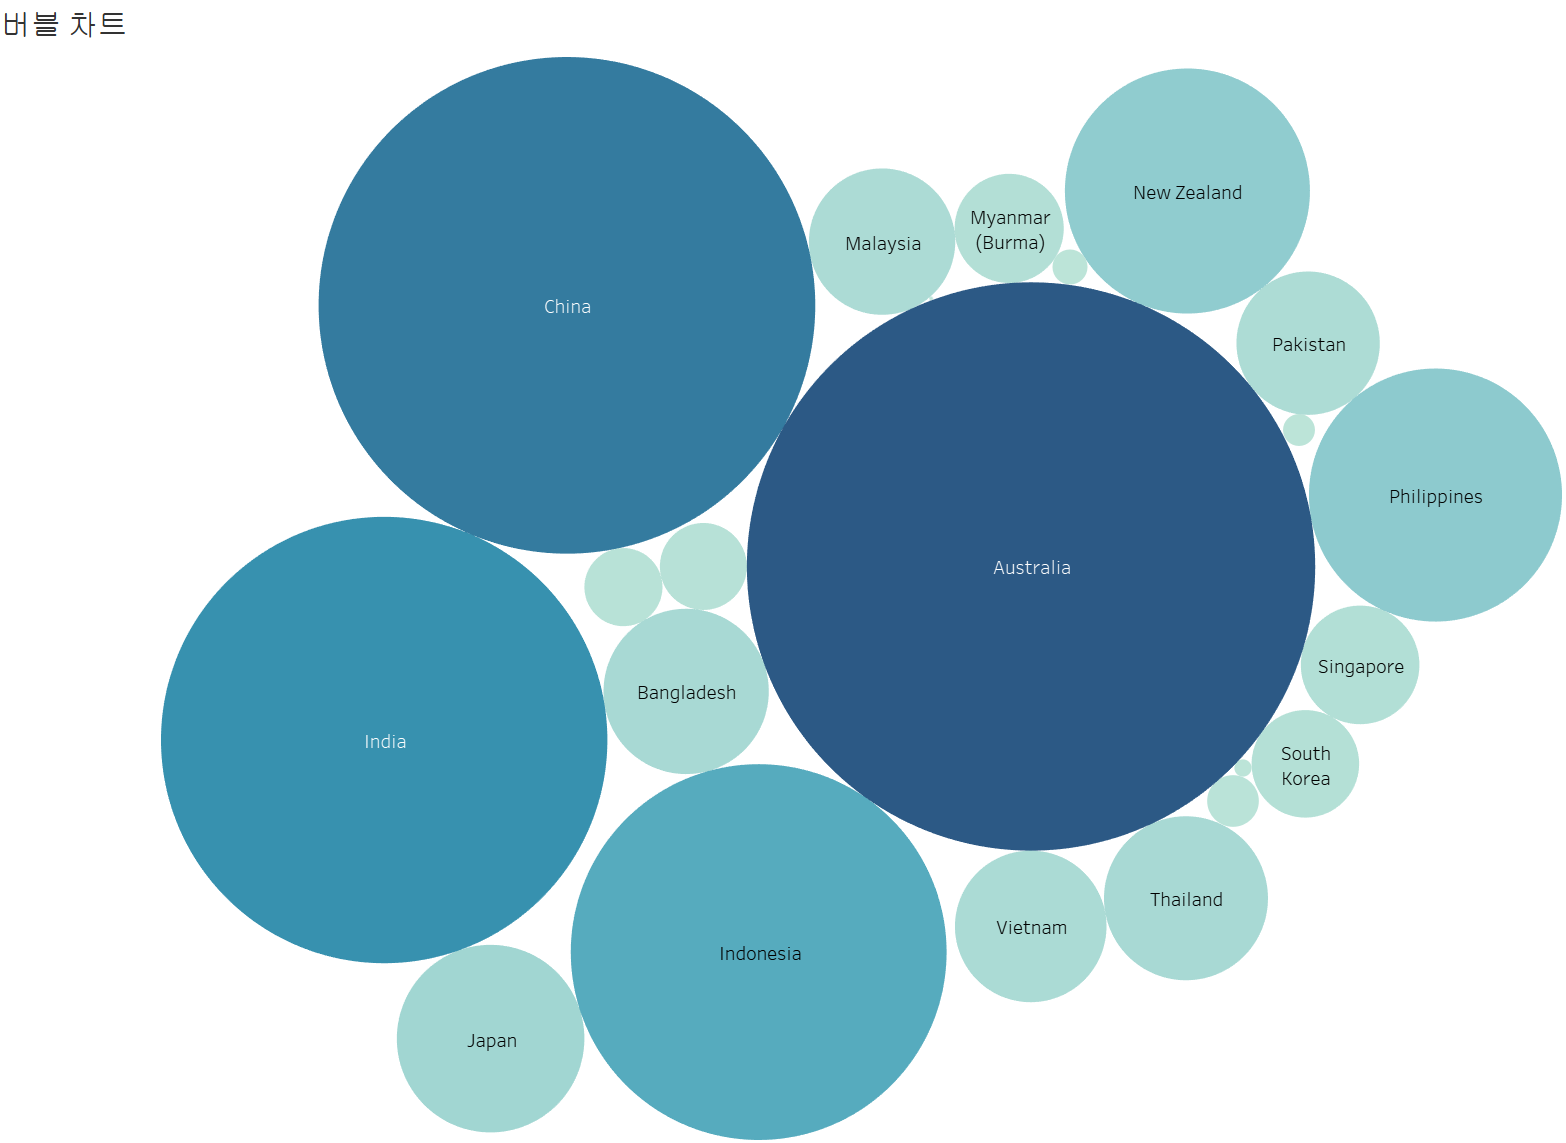 버블 차트
New Zealand
Myanmar
(Burma)
Malaysia
China
Pakistan
Philippines
Australia
Singapore
Bangladesh
India
South
Korea
Thailand
Vietnam
Indonesia
Japan